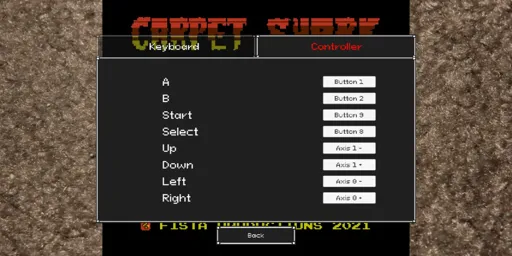 CARPET SHARK
Keyboard Controller
A Button 1
B Button 2
Start Button 9
Select Button 8
Up Axis 1 -
Down Axis 1 +
Left Axis 0 -
Right Axis 0 +
FISTA PRODUCTIONS 2021
Back